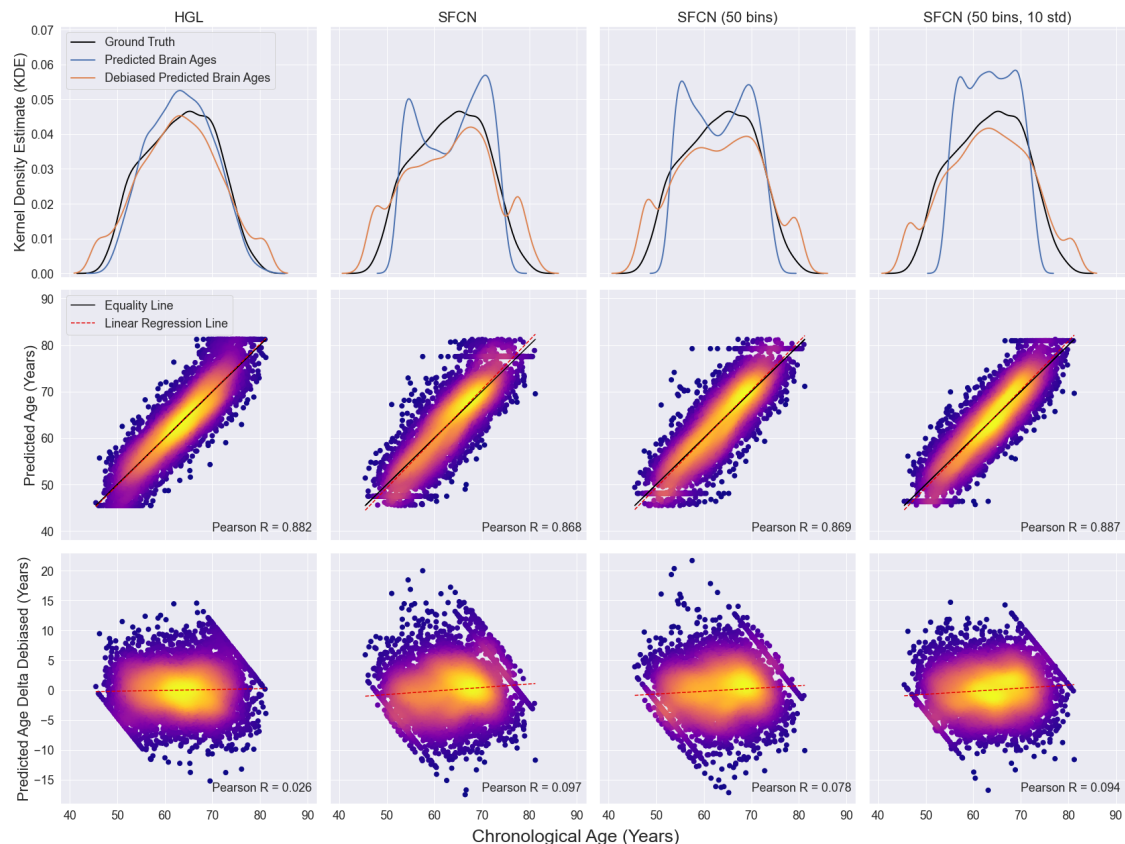 HGL
SFCN
SFCN (50 bins)
SFCN (50 bins, 10 std)
Kernel Density Estimate (KDE)
0.07
0.06
0.05
0.04
0.03
0.02
0.01
0.00
Ground Truth
Predicted Brain Ages
Debiased Predicted Brain Ages
Predicted Age (Years)
90
80
70
60
50
40
Equality Line
Linear Regression Line
Pearson R = 0.882
Pearson R = 0.868
Pearson R = 0.869
Pearson R = 0.887
Predicted Age Delta Debiased (Years)
20
15
10
5
0
−5
−10
−15
Pearson R = 0.026
Pearson R = 0.097
Pearson R = 0.078
Pearson R = 0.094
40 50 60 70 80 90
40 50 60 70 80 90
40 50 60 70 80 90
40 50 60 70 80 90
Chronological Age (Years)